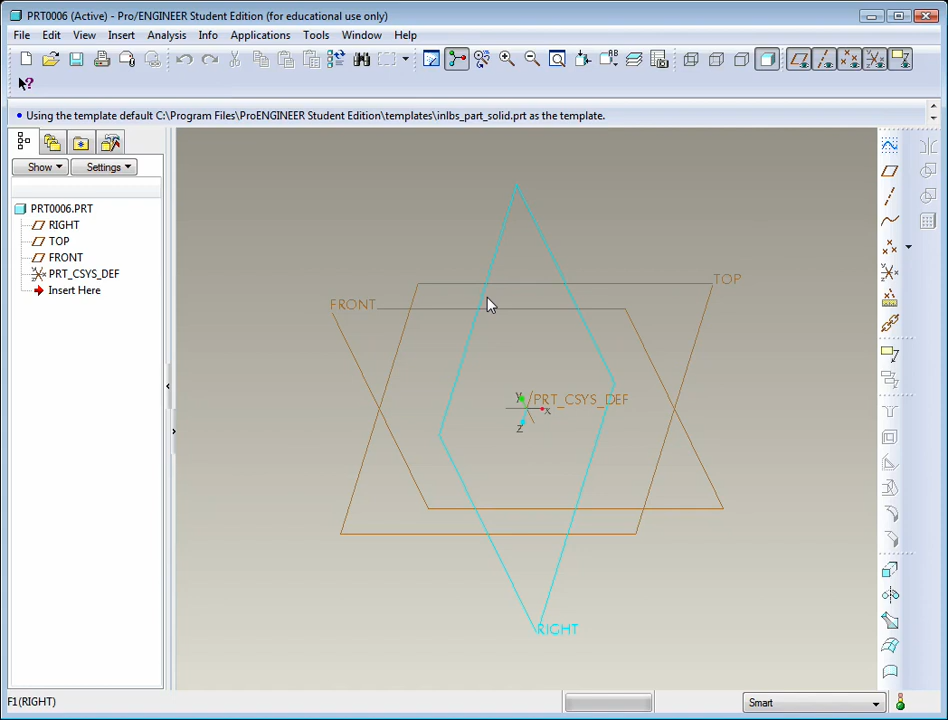 PRT0006 (Active) - Pro/ENGINEER Student Edition (for educational use only)
File Edit View Insert Analysis Info Applications Tools Window Help
• Using the template default C:\Program Files\ProENGINEER Student Edition\templates\inlbs_part_solid.prt as the template.
Show Settings
PRT0006.PRT
RIGHT
TOP
FRONT
PRT_CSYS_DEF
Insert Here
TOP
FRONT
y
PRT_CSYS_DEF
x
z
RIGHT
F1(RIGHT)
Smart